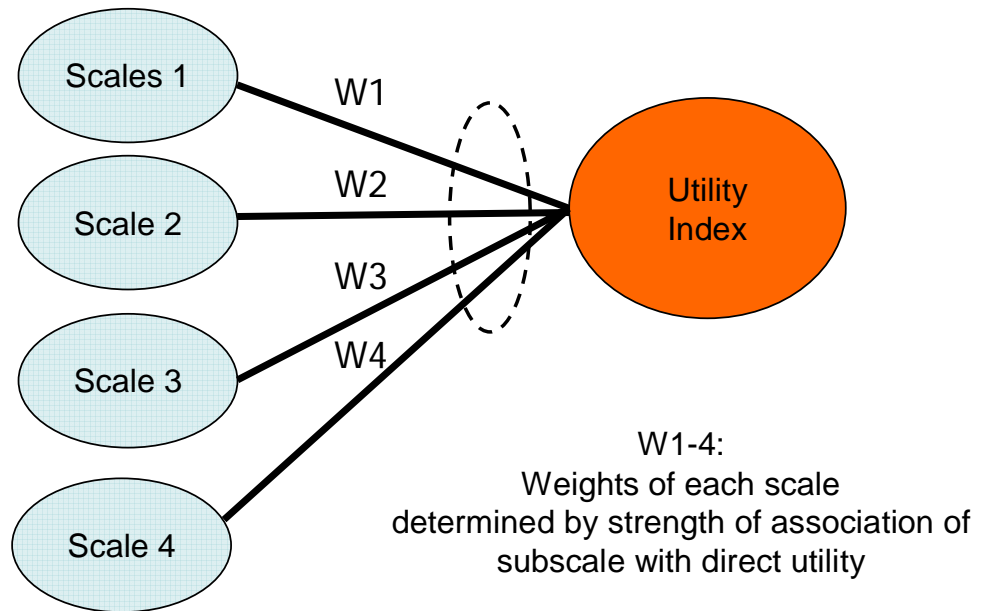 Scales 1
W1
W2
Scale 2
Utility
Index
W3
Scale 3
W4
Scale 4
W1-4:
Weights of each scale
determined by strength of association of
subscale with direct utility